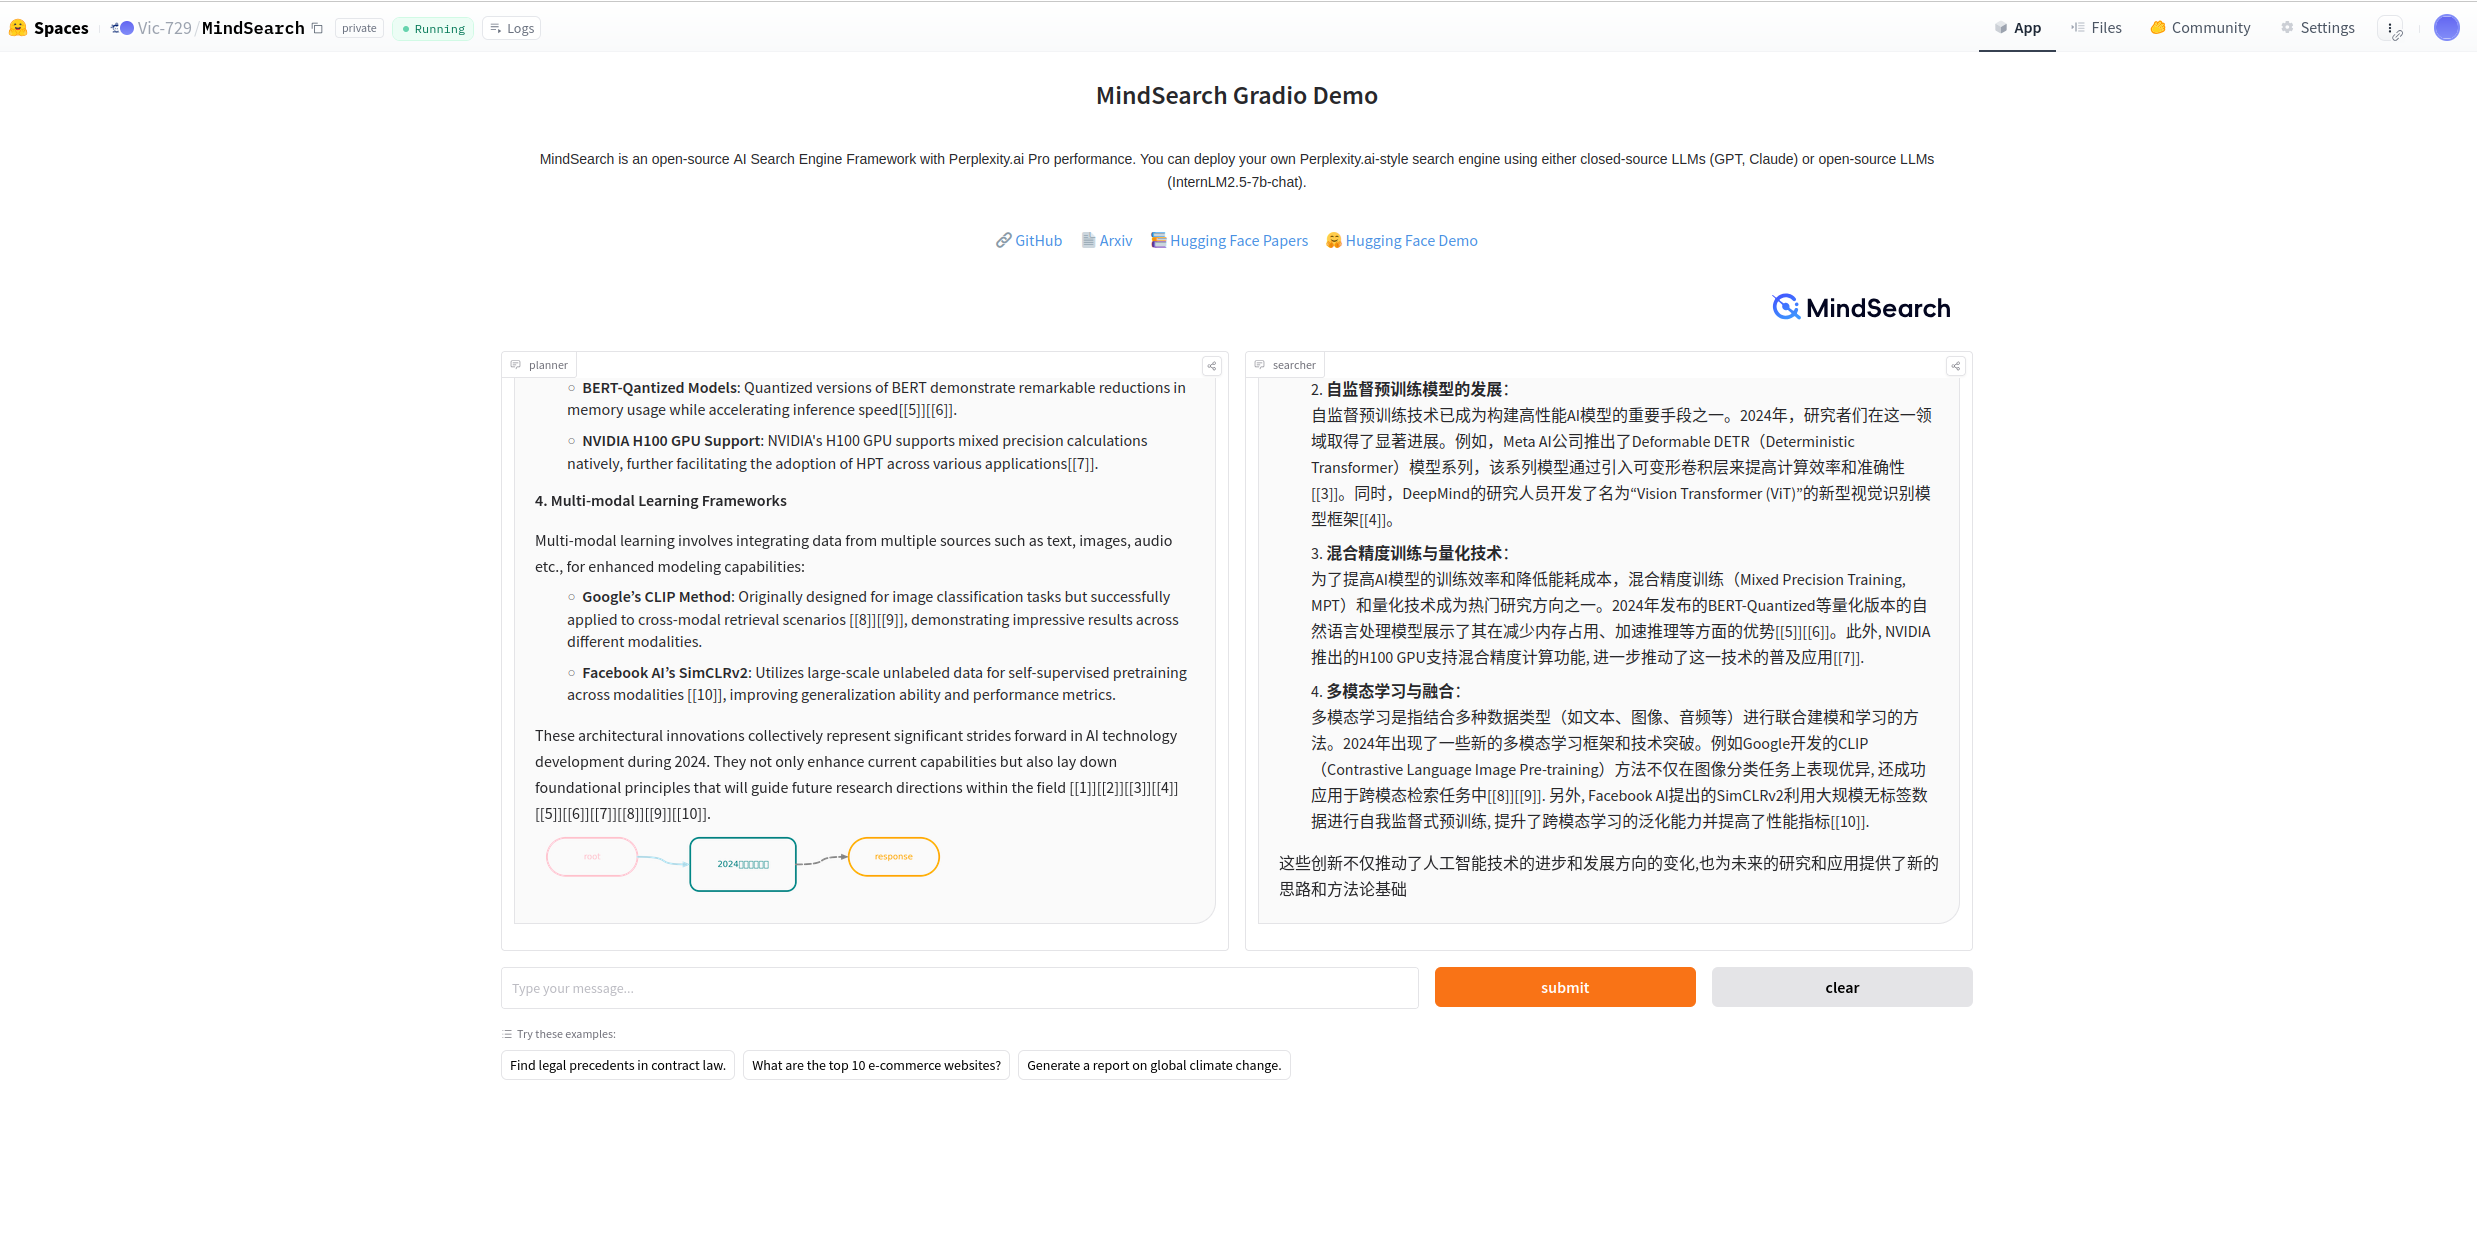 Spaces Vic-729/MindSearch private Running Logs App Files Community Settings
MindSearch Gradio Demo
MindSearch is an open-source AI Search Engine Framework with Perplexity.ai Pro performance. You can deploy your own Perplexity.ai-style search engine using either closed-source LLMs (GPT, Claude) or open-source LLMs
(InternLM2.5-7b-chat).
GitHub Arxiv Hugging Face Papers Hugging Face Demo
MindSearch
planner
BERT-Qantized Models: Quantized versions of BERT demonstrate remarkable reductions in
memory usage while accelerating inference speed[[5]][[6]].
NVIDIA H100 GPU Support: NVIDIA's H100 GPU supports mixed precision calculations
natively, further facilitating the adoption of HPT across various applications[[7]].
4. Multi-modal Learning Frameworks
Multi-modal learning involves integrating data from multiple sources such as text, images, audio
etc., for enhanced modeling capabilities:
Google’s CLIP Method: Originally designed for image classification tasks but successfully
applied to cross-modal retrieval scenarios [[8]][[9]], demonstrating impressive results across
different modalities.
Facebook AI’s SimCLRv2: Utilizes large-scale unlabeled data for self-supervised pretraining
across modalities [[10]], improving generalization ability and performance metrics.
These architectural innovations collectively represent significant strides forward in AI technology
development during 2024. They not only enhance current capabilities but also lay down
foundational principles that will guide future research directions within the field [[1]][[2]][[3]][[4]]
[[5]][[6]][[7]][[8]][[9]][[10]].
root
2024
response
searcher
2. 自监督预训练模型的发展：
自监督预训练技术已成为构建高性能AI模型的重要手段之一。2024年，研究者们在这一领
域取得了显著进展。例如，Meta AI公司推出了Deformable DETR（Deterministic
Transformer）模型系列，该系列模型通过引入可变形卷积层来提高计算效率和准确性
[[3]]。同时，DeepMind的研究人员开发了名为“Vision Transformer (ViT)”的新型视觉识别模
型框架[[4]]。
3. 混合精度训练与量化技术：
为了提高AI模型的训练效率和降低能耗成本，混合精度训练（Mixed Precision Training,
MPT）和量化技术成为热门研究方向之一。2024年发布的BERT-Quantized等量化版本的自
然语言处理模型展示了其在减少内存占用、加速推理等方面的优势[[5]][[6]]。此外, NVIDIA
推出的H100 GPU支持混合精度计算功能, 进一步推动了这一技术的普及应用[[7]].
4. 多模态学习与融合：
多模态学习是指结合多种数据类型（如文本、图像、音频等）进行联合建模和学习的方
法。2024年出现了一些新的多模态学习框架和技术突破。例如Google开发的CLIP
（Contrastive Language Image Pre-training）方法不仅在图像分类任务上表现优异, 还成功
应用于跨模态检索任务中[[8]][[9]]. 另外, Facebook AI提出的SimCLRv2利用大规模无标签数
据进行自我监督式预训练, 提升了跨模态学习的泛化能力并提高了性能指标[[10]].
这些创新不仅推动了人工智能技术的进步和发展方向的变化,也为未来的研究和应用提供了新的
思路和方法论基础
Type your message...
submit
clear
Try these examples:
Find legal precedents in contract law.
What are the top 10 e-commerce websites?
Generate a report on global climate change.